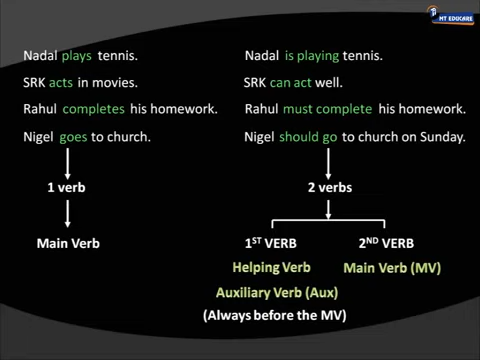 MT EDUCARE
Nadal plays tennis.
SRK acts in movies.
Rahul completes his homework.
Nigel goes to church.
1 verb
Main Verb
Nadal is playing tennis.
SRK can act well.
Rahul must complete his homework.
Nigel should go to church on Sunday.
2 verbs
1ST VERB
Helping Verb
Auxiliary Verb (Aux)
(Always before the MV)
2ND VERB
Main Verb (MV)